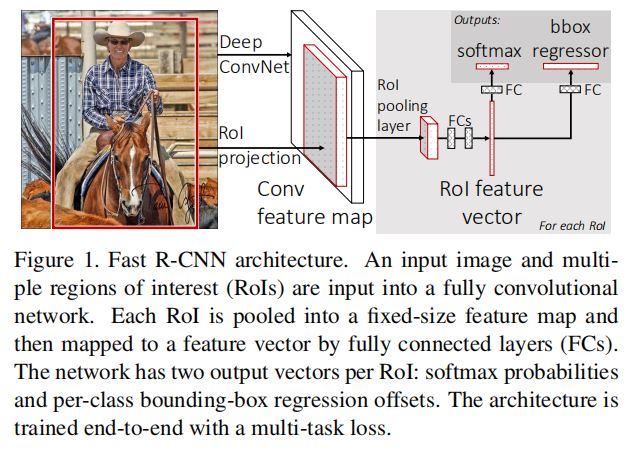 Deep
ConvNet
RoI
projection
Conv
feature map
RoI
pooling
layer
FCs
Outputs:
softmax
bbox
regressor
FC
FC
RoI feature
vector
For each RoI
Figure 1. Fast R-CNN architecture. An input image and multi-
ple regions of interest (RoIs) are input into a fully convolutional
network. Each RoI is pooled into a fixed-size feature map and
then mapped to a feature vector by fully connected layers (FCs).
The network has two output vectors per RoI: softmax probabilities
and per-class bounding-box regression offsets. The architecture is
trained end-to-end with a multi-task loss.